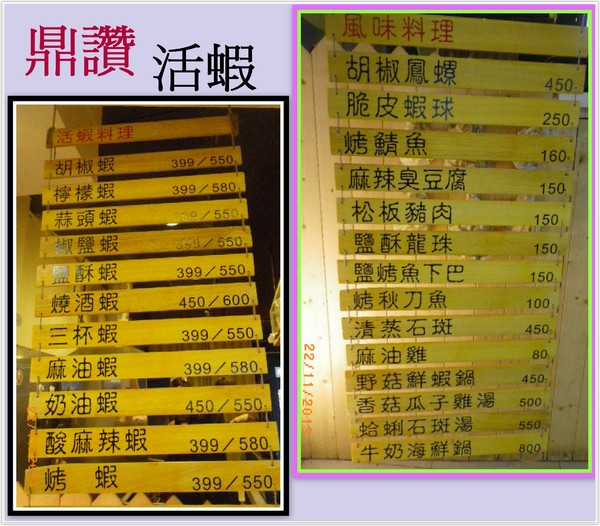 鼎讚 活蝦
活蝦料理
胡椒蝦 399/550
檸檬蝦 399/580
蒜頭蝦 399/550
椒鹽蝦 399/550
鹽酥蝦 399/550
燒酒蝦 450/600
三杯蝦 399/550
麻油蝦 399/580
奶油蝦 450/550
酸麻辣蝦 399/580
烤 蝦 399/550
風味料理
胡椒鳳螺 450
脆皮蝦球 250
烤鯖魚 160
麻辣臭豆腐 150
松板豬肉 150
鹽酥龍珠 150
鹽烤魚下巴 150
烤秋刀魚 100
清蒸石斑 450
麻油雞 80
野菇鮮蝦鍋 450
香菇瓜子雞湯 500
蛤蜊石斑湯 550
牛奶海鮮鍋 800
22/11/2013